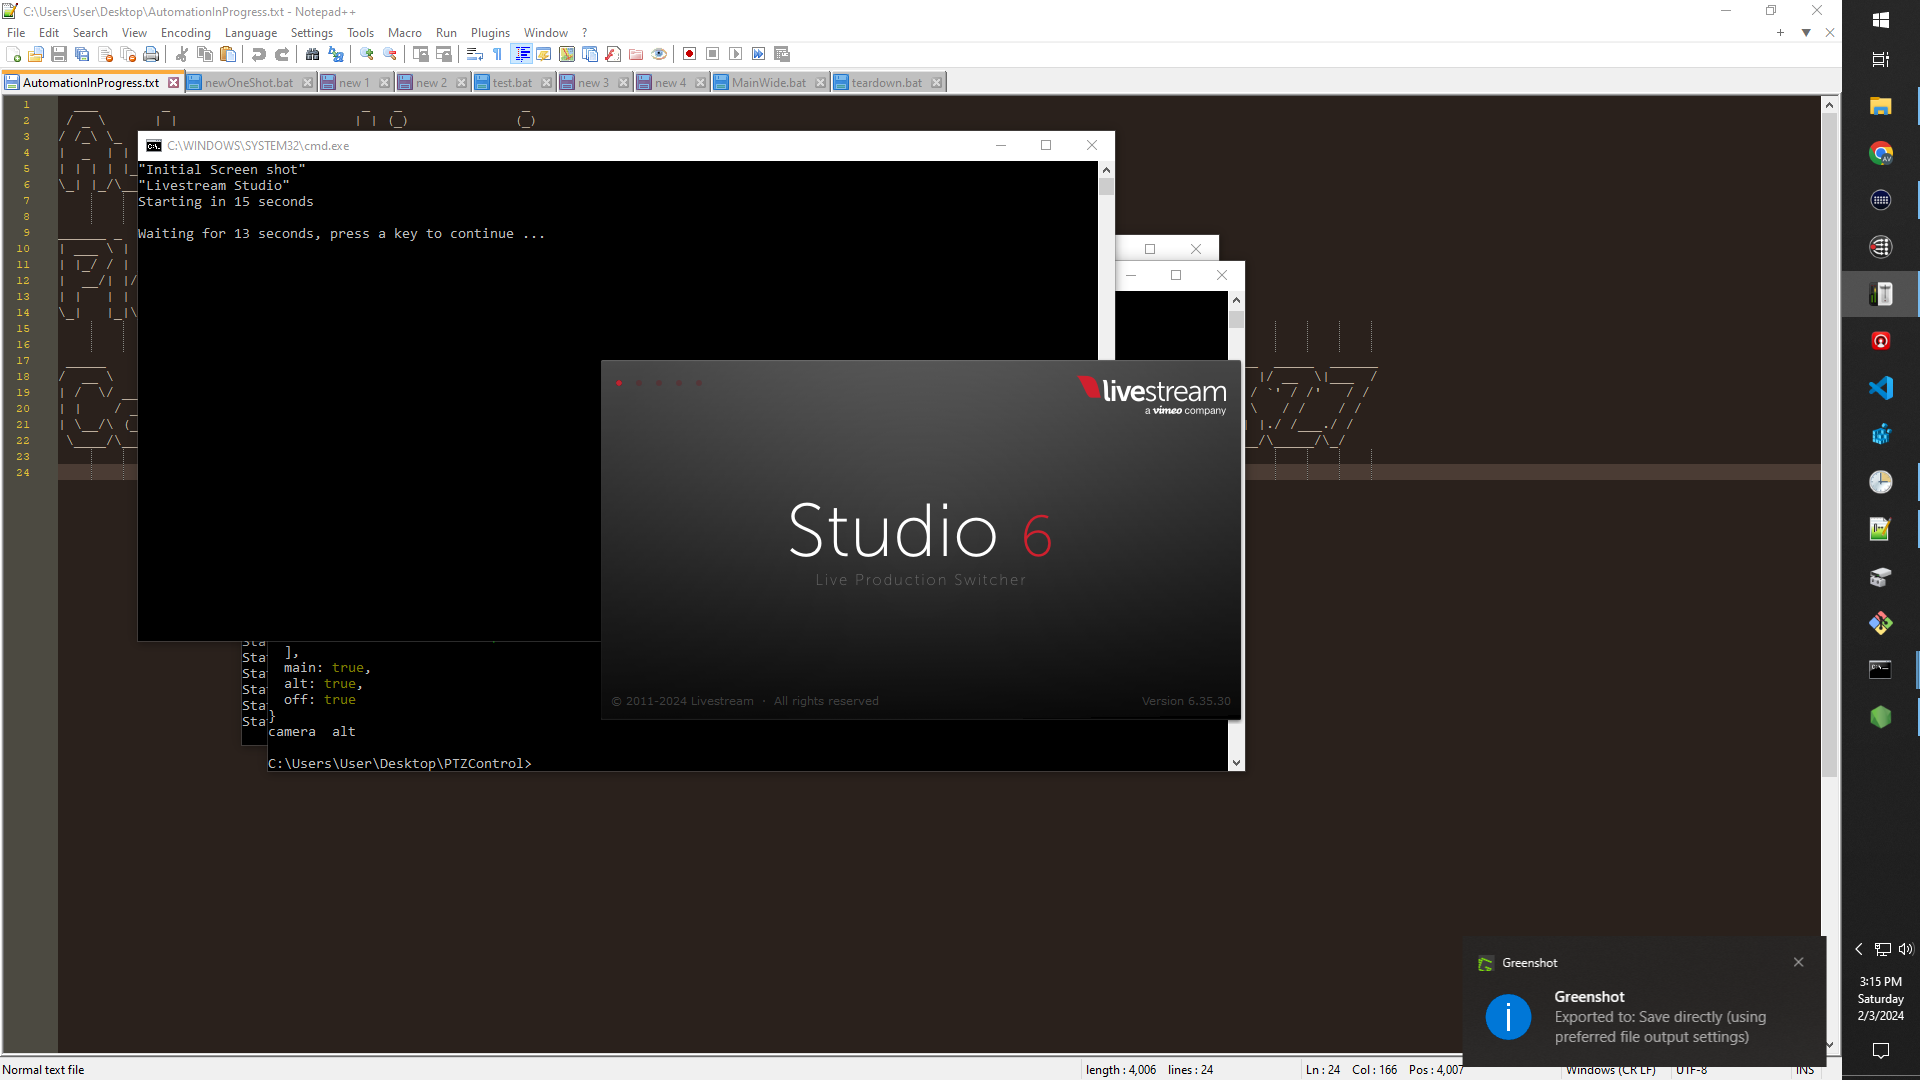 C:\Users\User\Desktop\AutomationInProgress.txt - Notepad++
File Edit Search View Encoding Language Settings Tools Macro Run Plugins Window ?
AutomationInProgress.txt newOneShot.bat new 1 new 2 test.bat new 3 new 4 MainWide.bat teardown.bat
1
2
3
4
5
6
7
8
9
10
11
12
13
14
15
16
17
18
19
20
21
22
23
24
C:\WINDOWS\SYSTEM32\cmd.exe
"Initial Screen shot"
"Livestream Studio"
Starting in 15 seconds
Waiting for 13 seconds, press a key to continue ...
livestream
a vimeo company
Studio 6
Live Production Switcher
© 2011-2024 Livestream · All rights reserved
Version 6.35.30
Sta
Sta
Sta
Sta
Sta
],
main: true,
alt: true,
off: true
}
camera alt
C:\Users\User\Desktop\PTZControl>
Greenshot
Greenshot
Exported to: Save directly (using
preferred file output settings)
3:15 PM
Saturday
2/3/2024
Normal text file
length : 4,006 lines : 24
Ln : 24 Col : 166 Pos : 4,007
Windows (CR LF)
UTF-8
INS